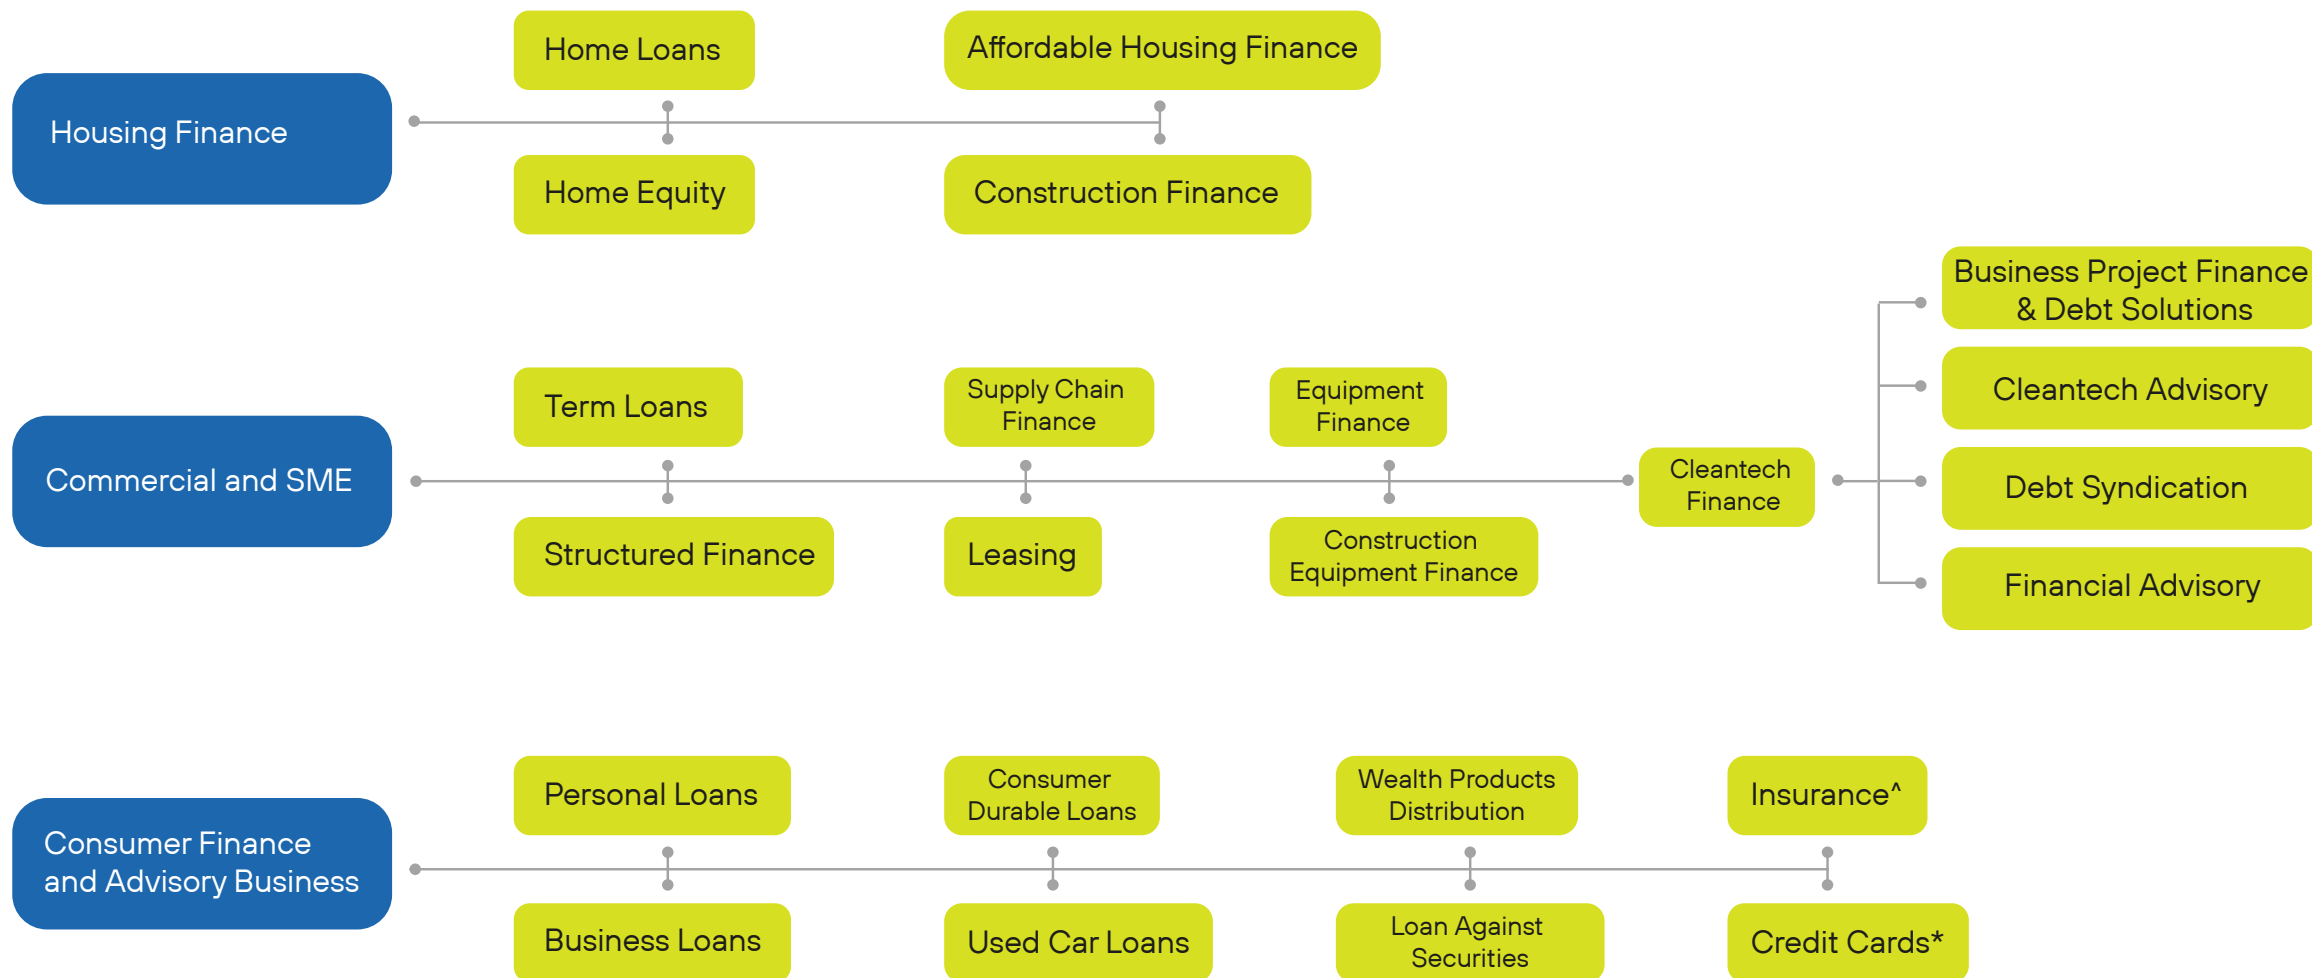 Housing Finance
Home Loans
Affordable Housing Finance
Home Equity
Construction Finance
Commercial and SME
Term Loans
Supply Chain
Finance
Equipment
Finance
Structured Finance
Leasing
Construction
Equipment Finance
Cleantech
Finance
Business Project Finance
& Debt Solutions
Cleantech Advisory
Debt Syndication
Financial Advisory
Consumer Finance
and Advisory Business
Personal Loans
Consumer
Durable Loans
Wealth Products
Distribution
Insurance^
Business Loans
Used Car Loans
Loan Against
Securities
Credit Cards*